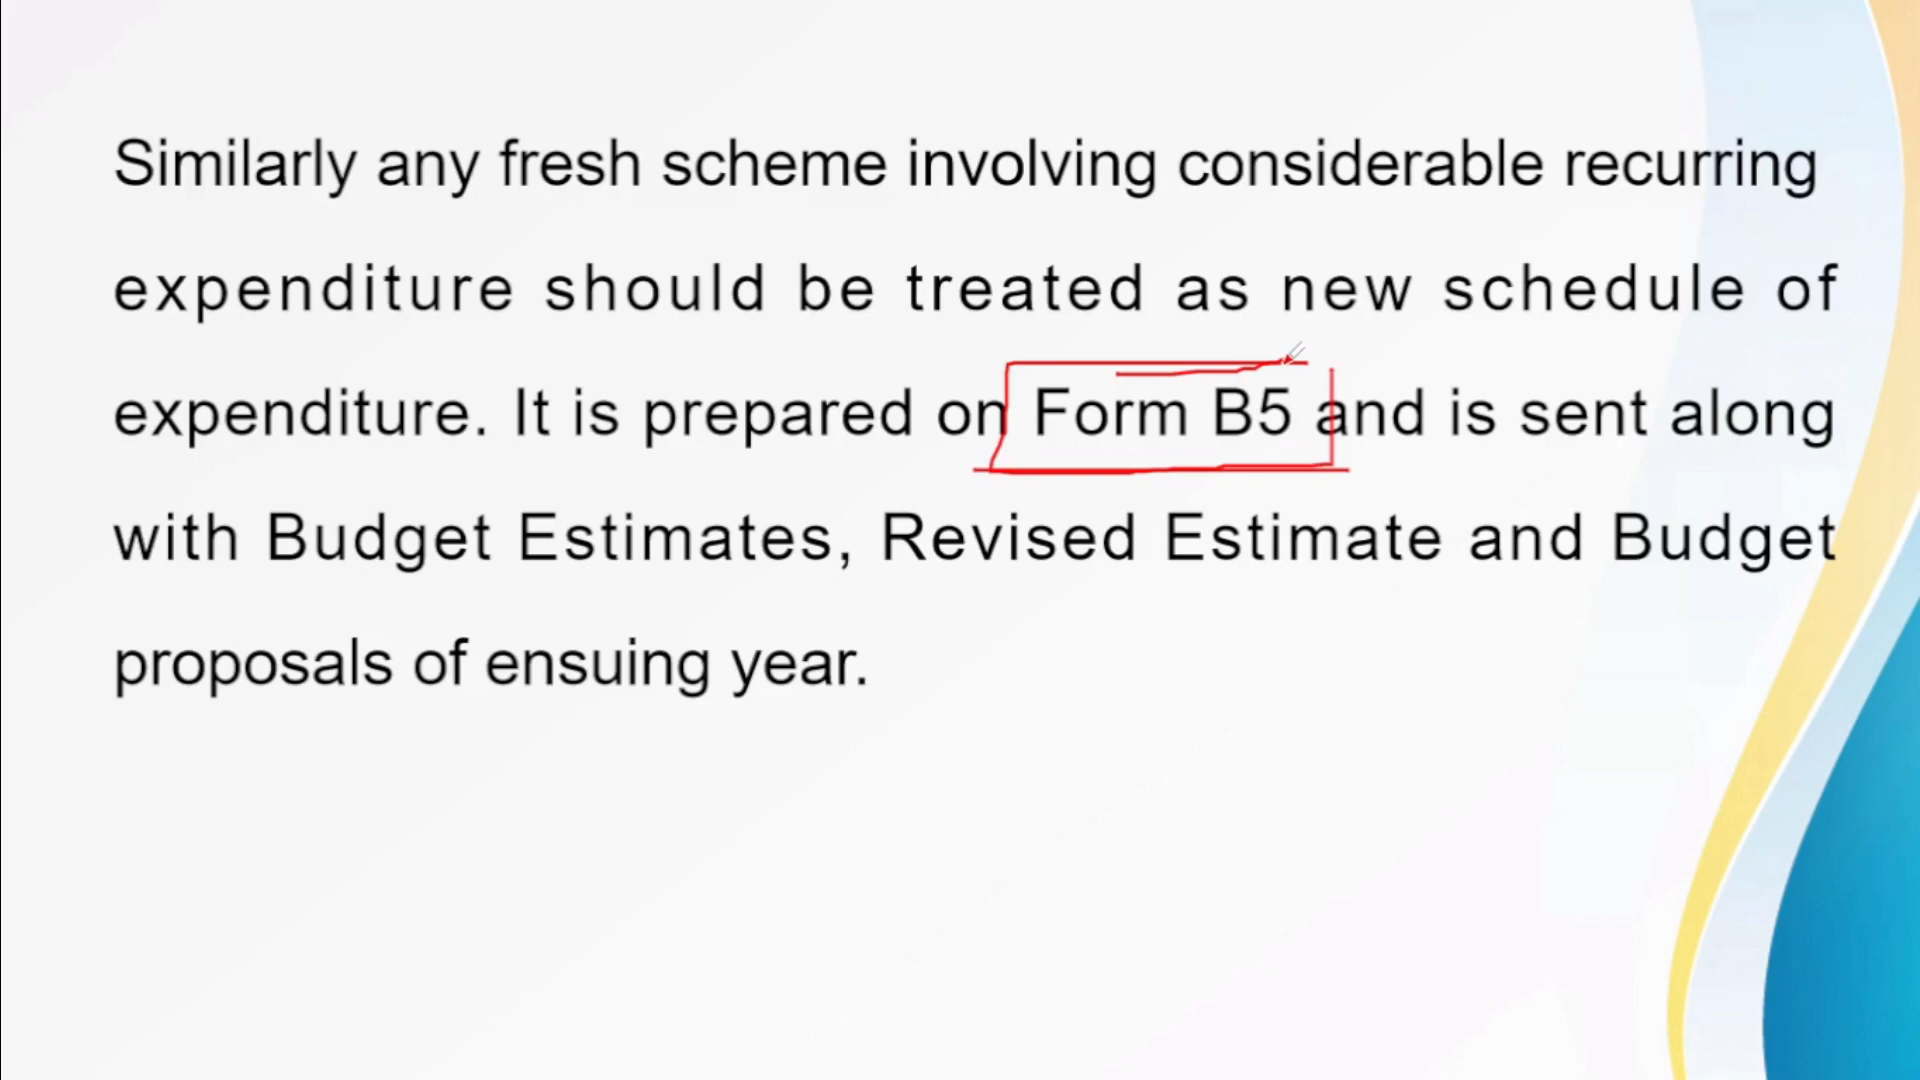 Similarly any fresh scheme involving considerable recurring
expenditure should be treated as new schedule of
expenditure. It is prepared on Form B5 and is sent along
with Budget Estimates, Revised Estimate and Budget
proposals of ensuing year.